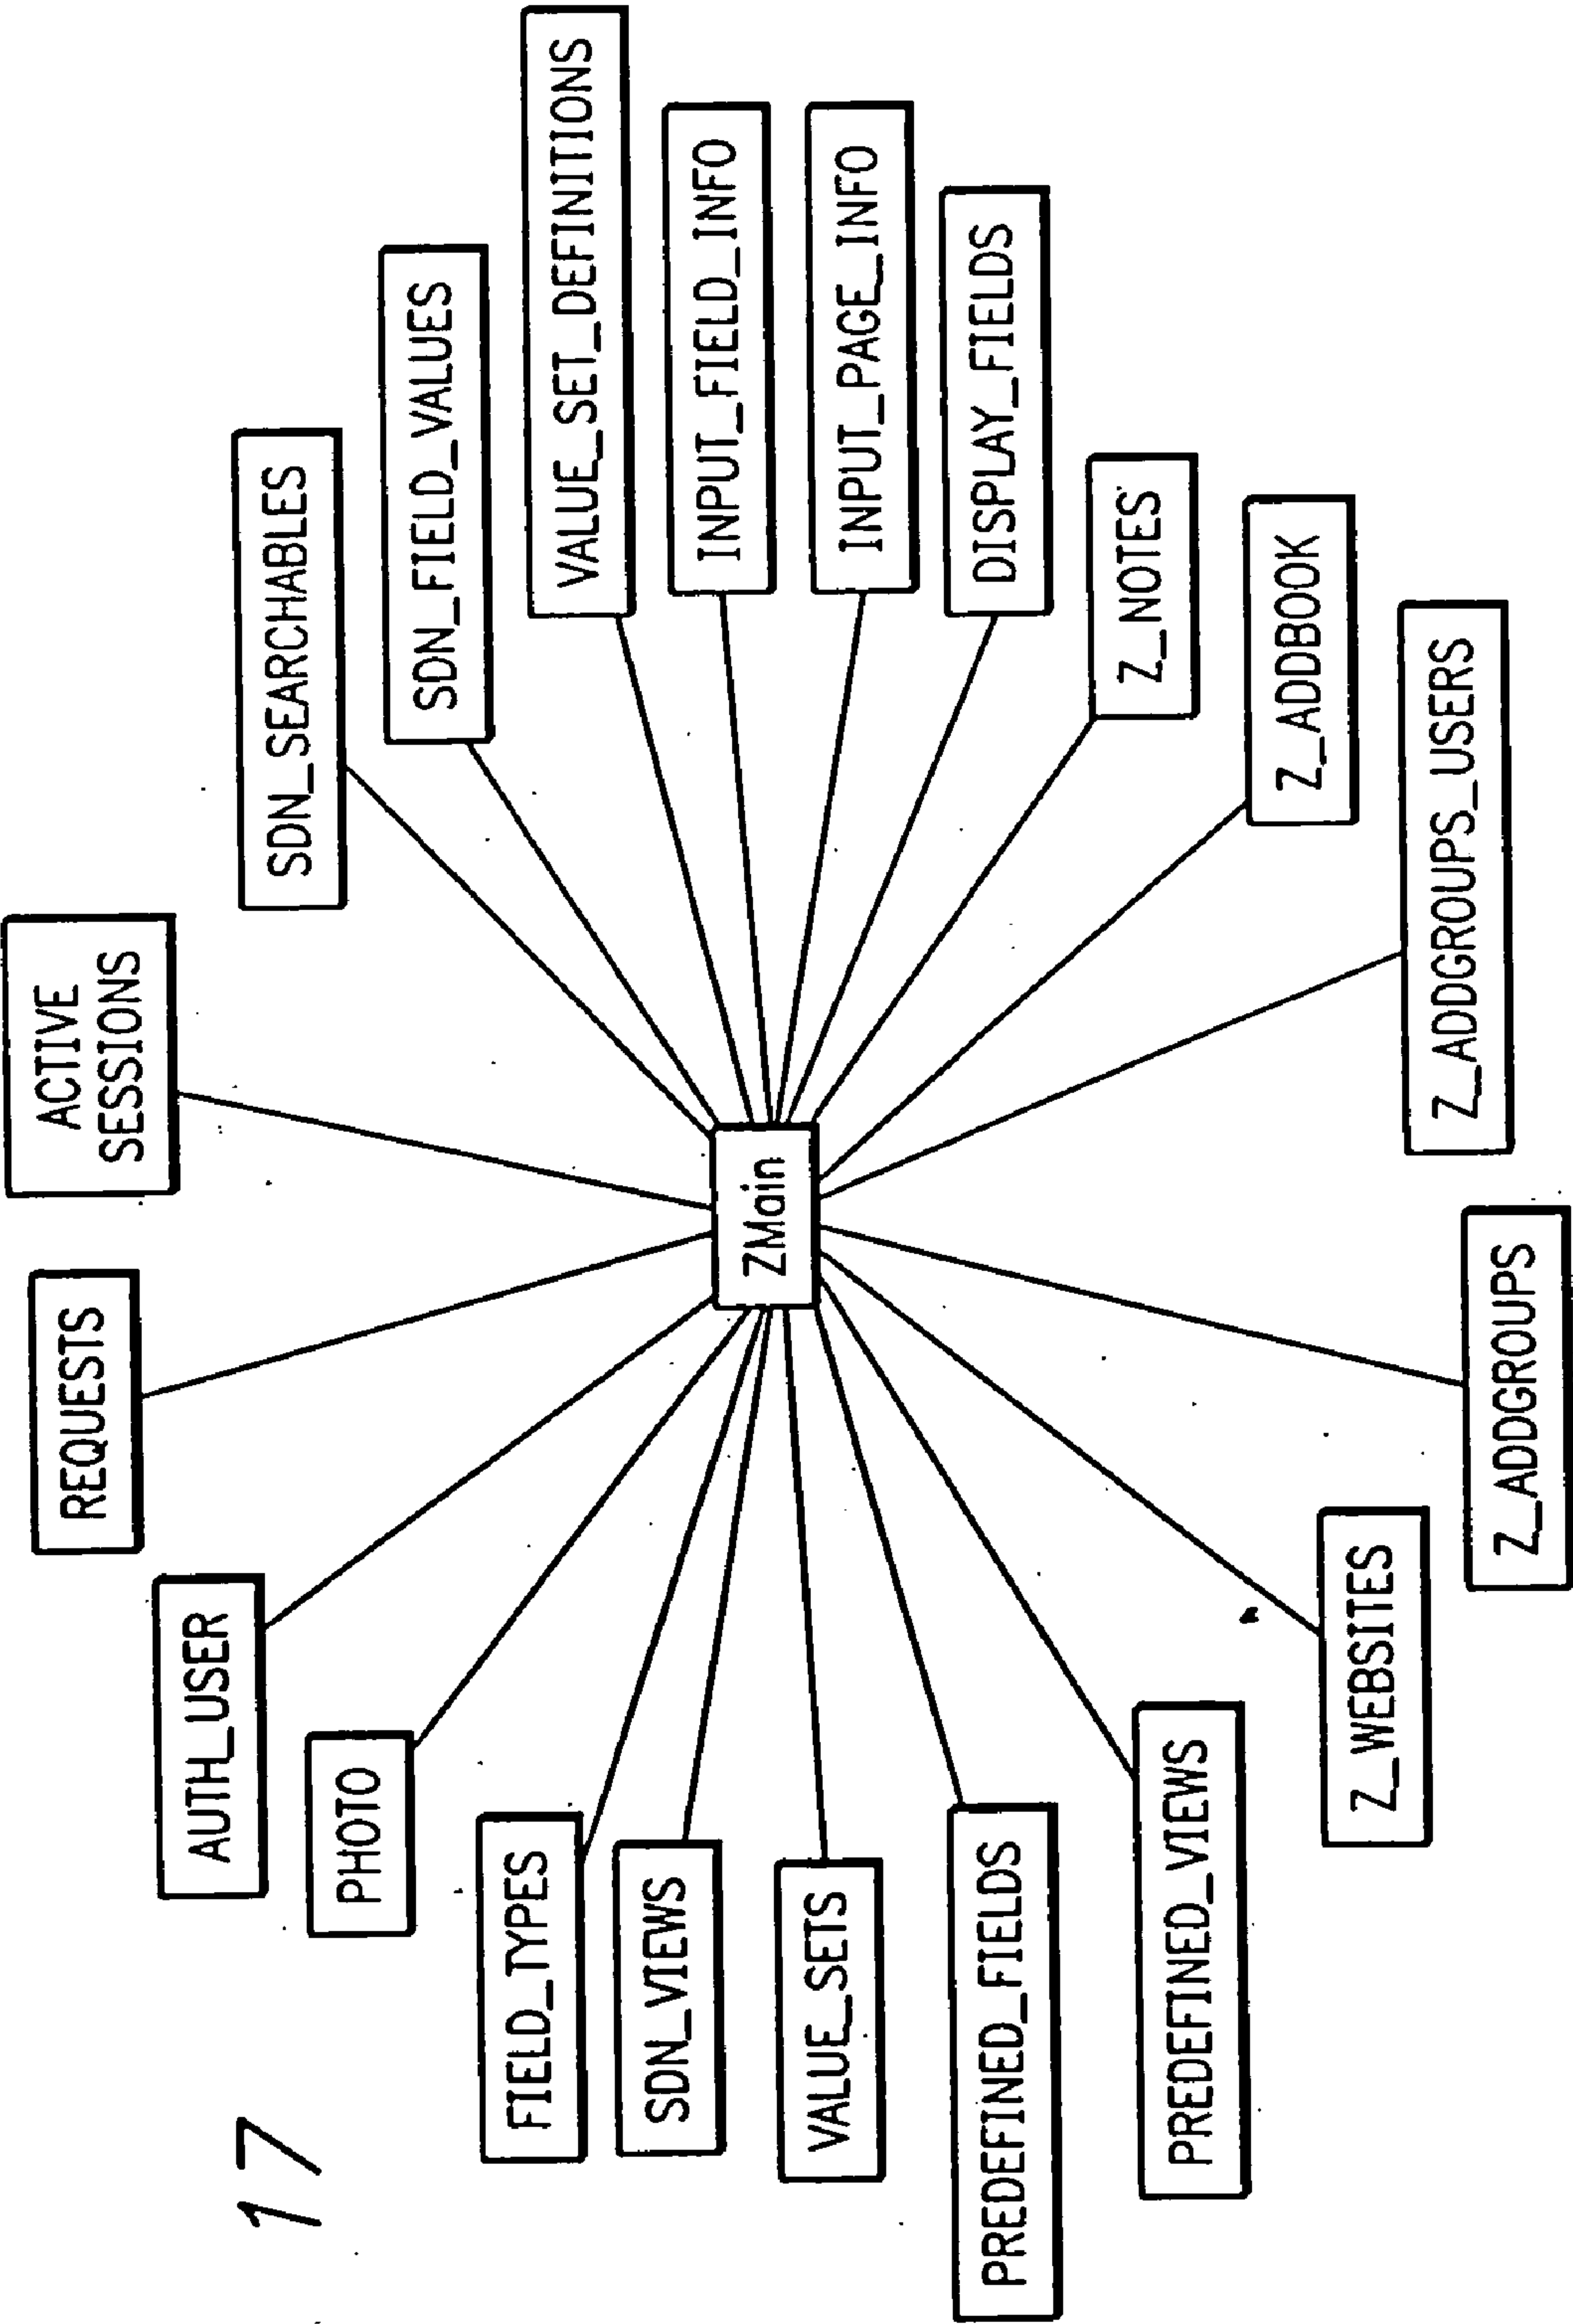 17
ACTIVE
SESSIONS
REQUESTS
AUTH_USER
PHOTO
FIELD_TYPES
SDN_VIEWS
VALUE_SETS
PREDEFINED_FIELDS
PREDEFINED_VIEWS
Z_WEBSITES
Z_ADDGROUPS
ZMain
SDN_SEARCHABLES
SDN_FIELD_VALUES
VALUE_SET_DEFINITIONS
INPUT_FIELD_INFO
INPUT_PAGE_INFO
DISPLAY_FIELDS
Z_NOTES
Z_ADDBOOK
Z_ADDGROUPS_USERS